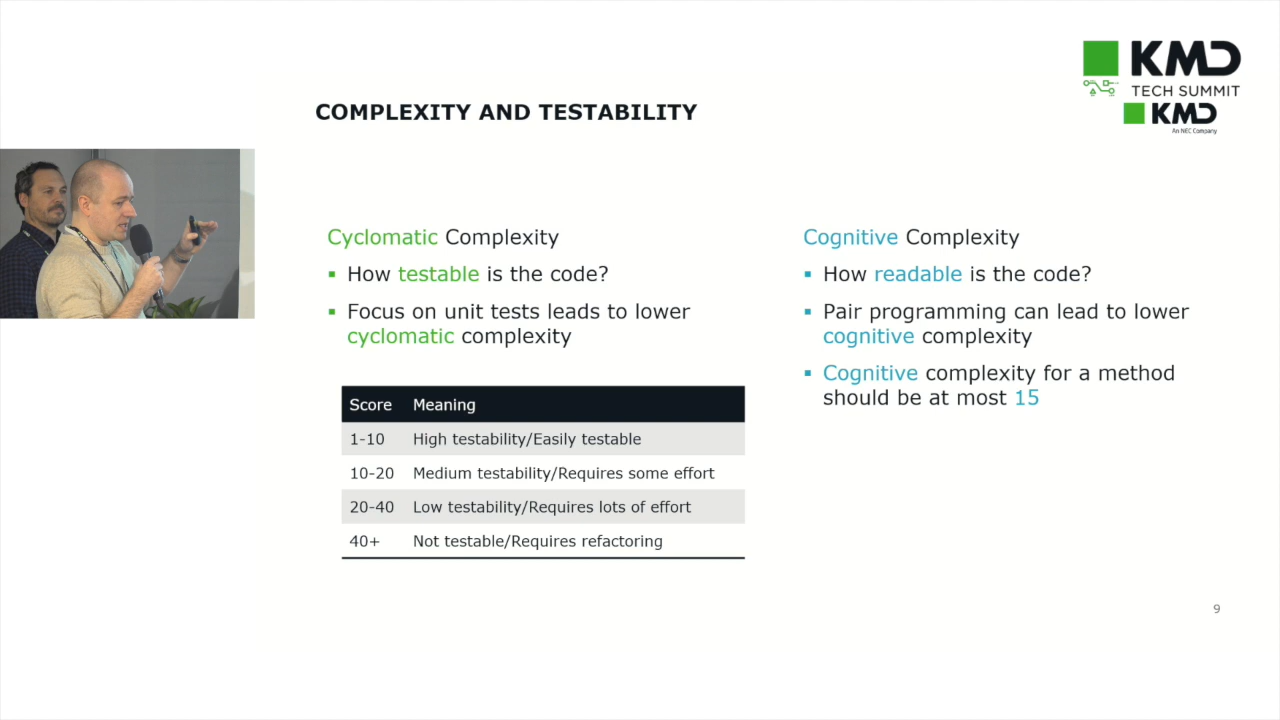 KMD
TECH SUMMIT
KMD
An NEC Company
COMPLEXITY AND TESTABILITY
Cyclomatic Complexity
▪ How testable is the code?
▪ Focus on unit tests leads to lower
cyclomatic complexity
Score Meaning
1-10 High testability/Easily testable
10-20 Medium testability/Requires some effort
20-40 Low testability/Requires lots of effort
40+ Not testable/Requires refactoring
Cognitive Complexity
▪ How readable is the code?
▪ Pair programming can lead to lower
cognitive complexity
▪ Cognitive complexity for a method
should be at most 15
9